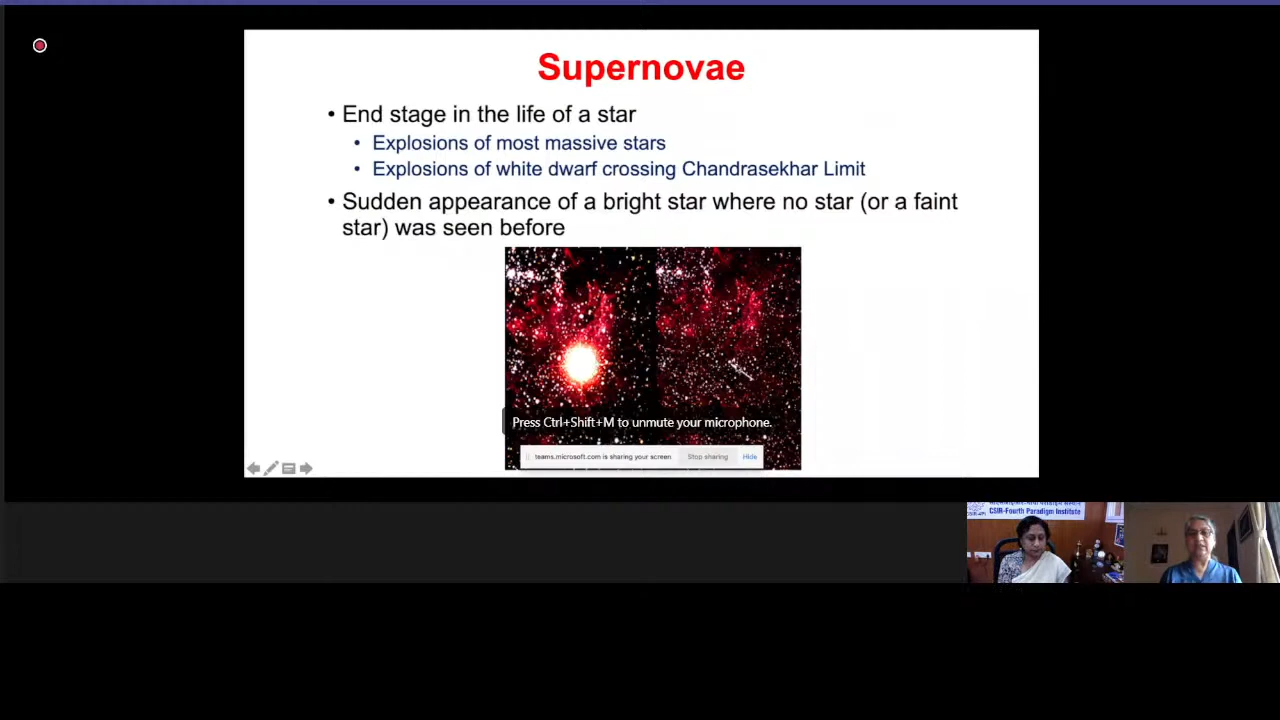 Supernovae
• End stage in the life of a star
• Explosions of most massive stars
• Explosions of white dwarf crossing Chandrasekhar Limit
• Sudden appearance of a bright star where no star (or a faint
star) was seen before
Press Ctrl+Shift+M to unmute your microphone.
teams.microsoft.com is sharing your screen Stop sharing Hide
CSIR-Fourth Paradigm Institute